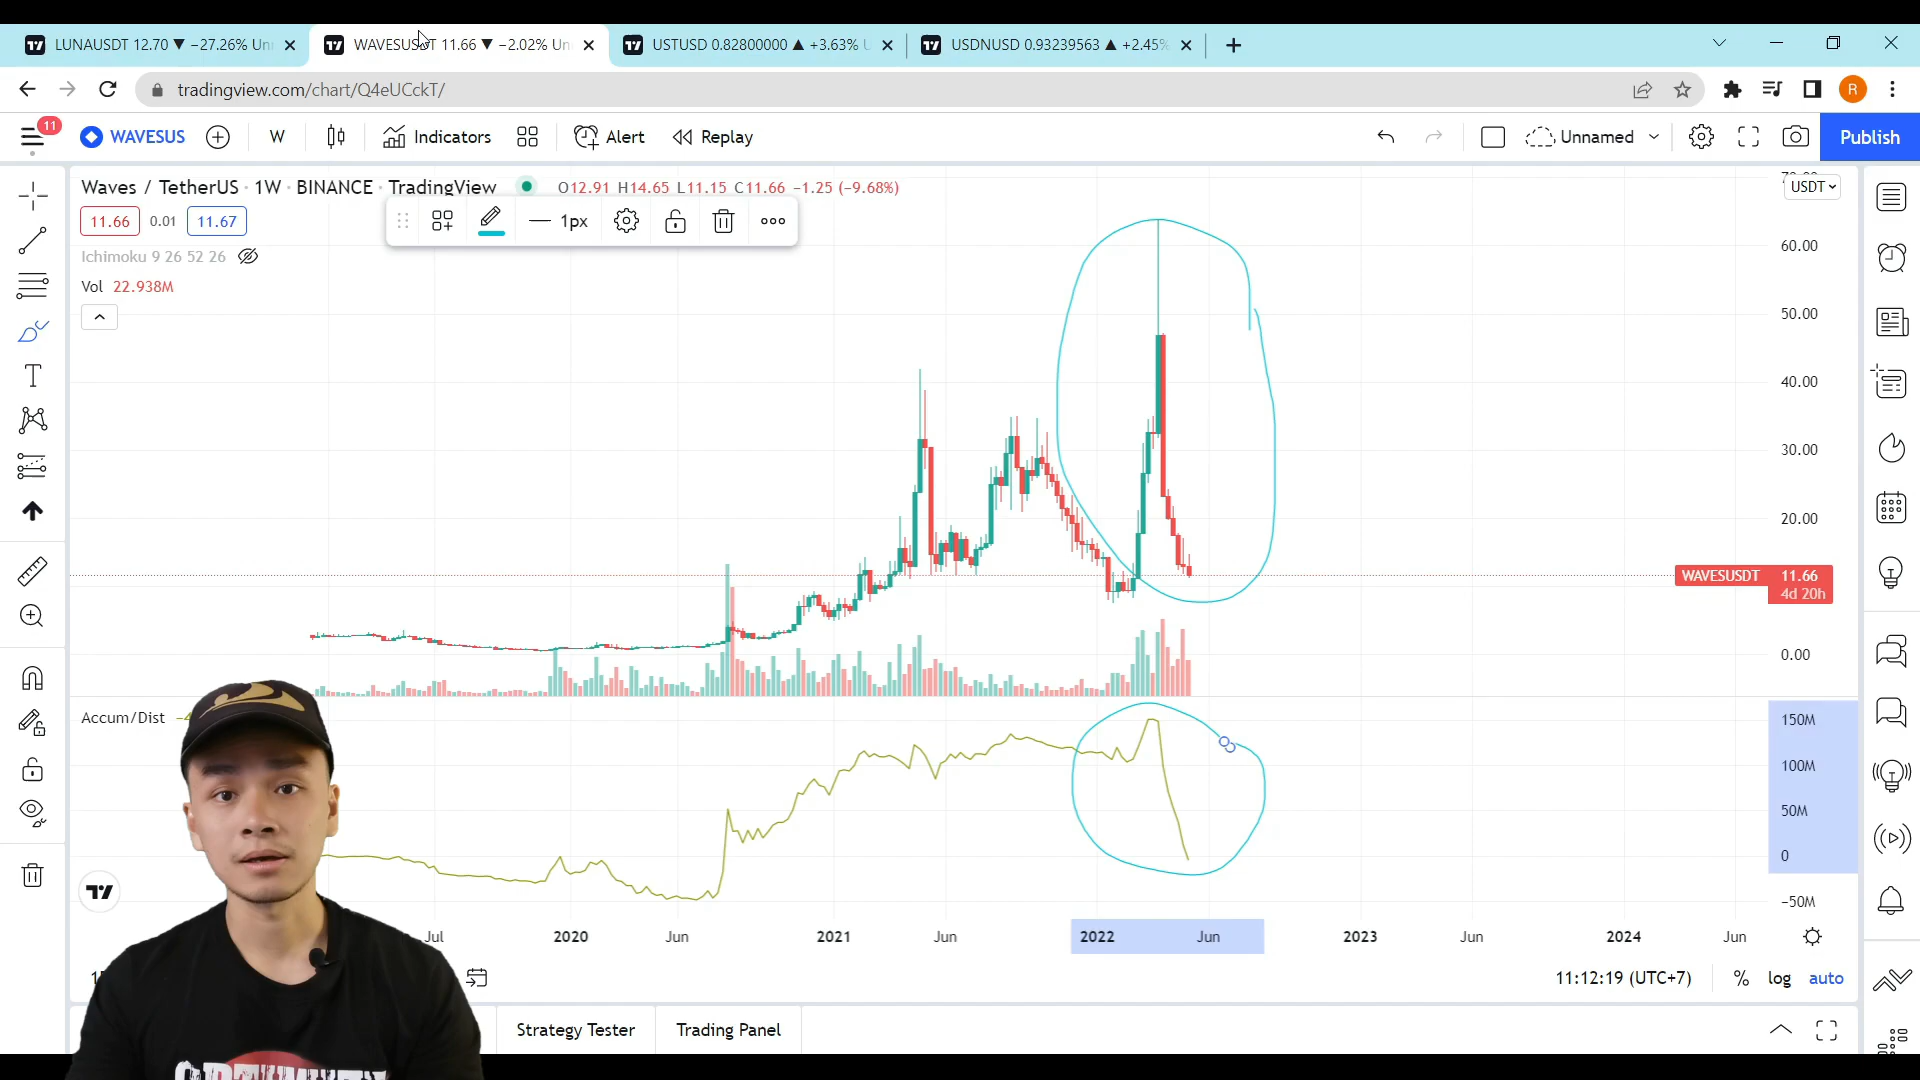 LUNAUSDT 12.70 ▼ −27.26% Un
WAVESUSDT 11.66 ▼ −2.02% Un
USTUSD 0.82800000 ▲ +3.63% U
USDNUSD 0.93239563 ▲ +2.45%
tradingview.com/chart/Q4eUCckT/
R
11
WAVESUS
W
Indicators
Alert
Replay
Unnamed
Publish
Waves / TetherUS · 1W · BINANCE · TradingView
O12.91 H14.65 L11.15 C11.66 −1.25 (−9.68%)
USDT
11.66
0.01
11.67
1px
Ichimoku 9 26 52 26
Vol 22.938M
60.00
50.00
40.00
30.00
20.00
WAVESUSDT
11.66
4d 20h
0.00
Accum/Dist
150M
100M
50M
0
−50M
Jul
2020
Jun
2021
Jun
2022
Jun
2023
Jun
2024
Jun
11:12:19 (UTC+7)
%
log
auto
Strategy Tester
Trading Panel